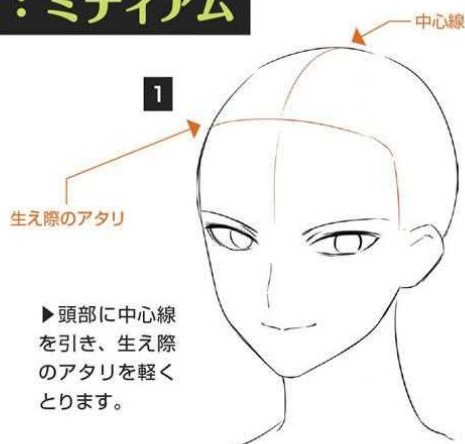 ：ミディアム
中心線
1
生え際のアタリ
▶頭部に中心線
を引き、生え際
のアタリを軽く
とります。